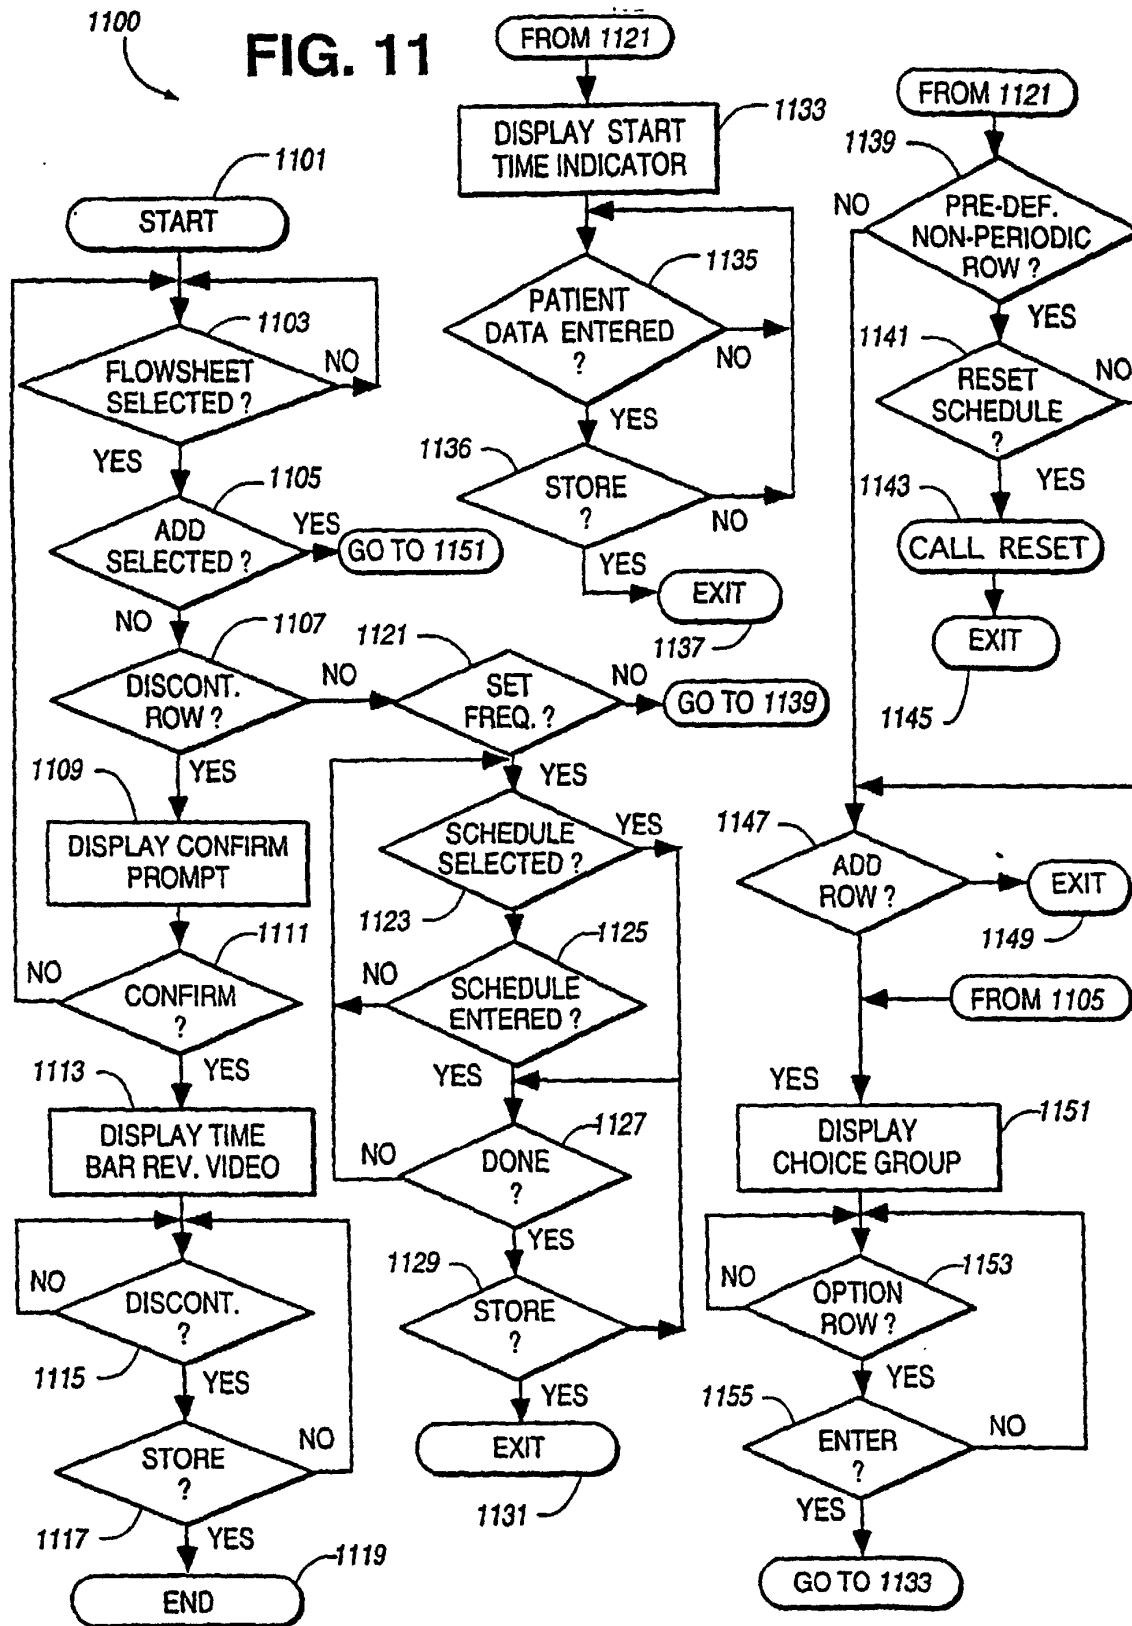 1100
FIG. 11
1101
START
1103
FLOWSHEET
SELECTED ?
NO
YES
1105
ADD
SELECTED ?
YES
GO TO 1151
NO
1107
DISCONT.
ROW ?
NO
YES
1109
DISPLAY CONFIRM
PROMPT
1111
CONFIRM
?
NO
YES
1113
DISPLAY TIME
BAR REV. VIDEO
DISCONT.
?
NO
1115
YES
STORE
?
NO
1117
YES
1119
END
FROM 1121
1133
DISPLAY START
TIME INDICATOR
1135
PATIENT
DATA ENTERED
?
NO
YES
1136
STORE
?
NO
YES
EXIT
1137
1121
SET
FREQ. ?
NO
GO TO 1139
YES
SCHEDULE
SELECTED ?
YES
1123
1125
SCHEDULE
ENTERED ?
NO
YES
1127
DONE
?
NO
YES
1129
STORE
?
YES
EXIT
1131
FROM 1121
1139
PRE-DEF.
NON-PERIODIC
ROW ?
NO
YES
1141
RESET
SCHEDULE
?
NO
YES
1143
CALL RESET
EXIT
1145
1147
ADD
ROW ?
EXIT
1149
FROM 1105
YES
1151
DISPLAY
CHOICE GROUP
1153
OPTION
ROW ?
NO
YES
1155
ENTER
?
NO
YES
GO TO 1133